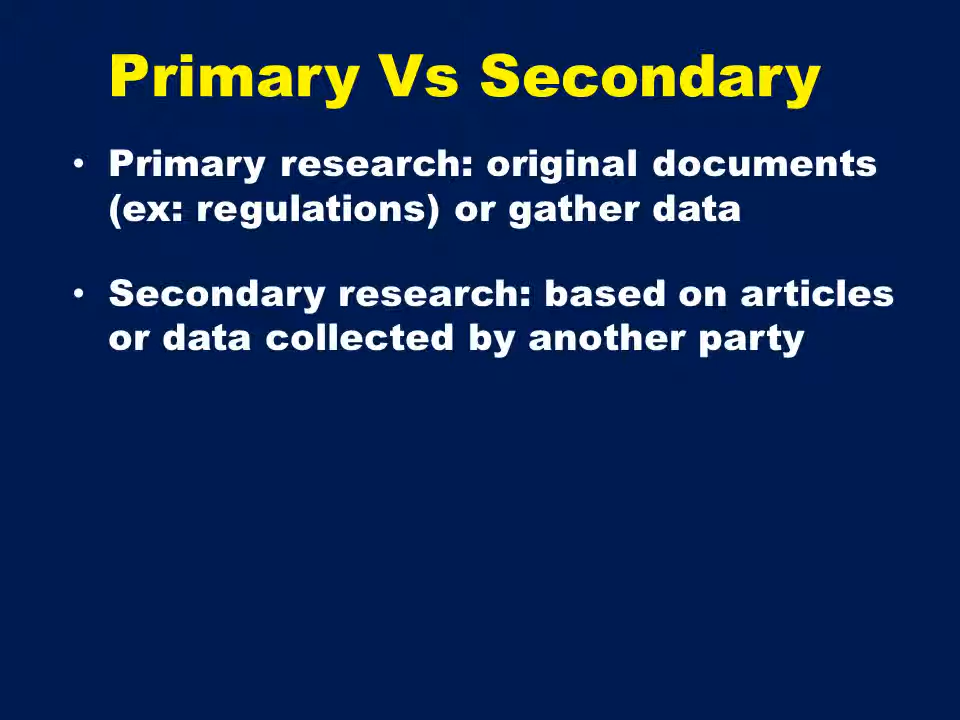 Primary Vs Secondary
• Primary research: original documents
(ex: regulations) or gather data
• Secondary research: based on articles
or data collected by another party